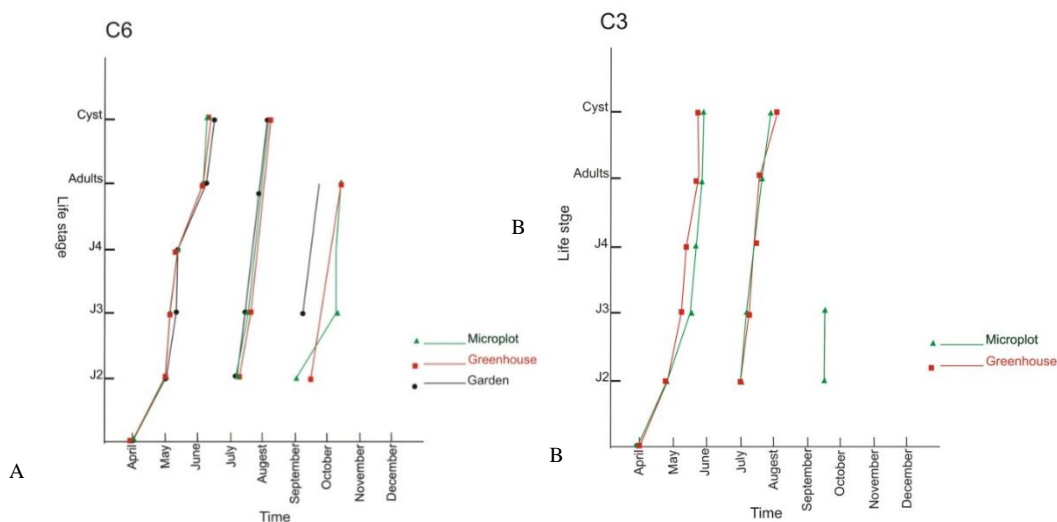 C6
Cyst
Adults
J4
J3
J2
Life stage
April
May
June
July
Augest
September
October
November
December
Time
Microplot
Greenhouse
Garden
A
C3
Cyst
Adults
J4
J3
J2
Life stge
B
April
May
June
July
August
September
October
November
December
Time
Microplot
Greenhouse
B